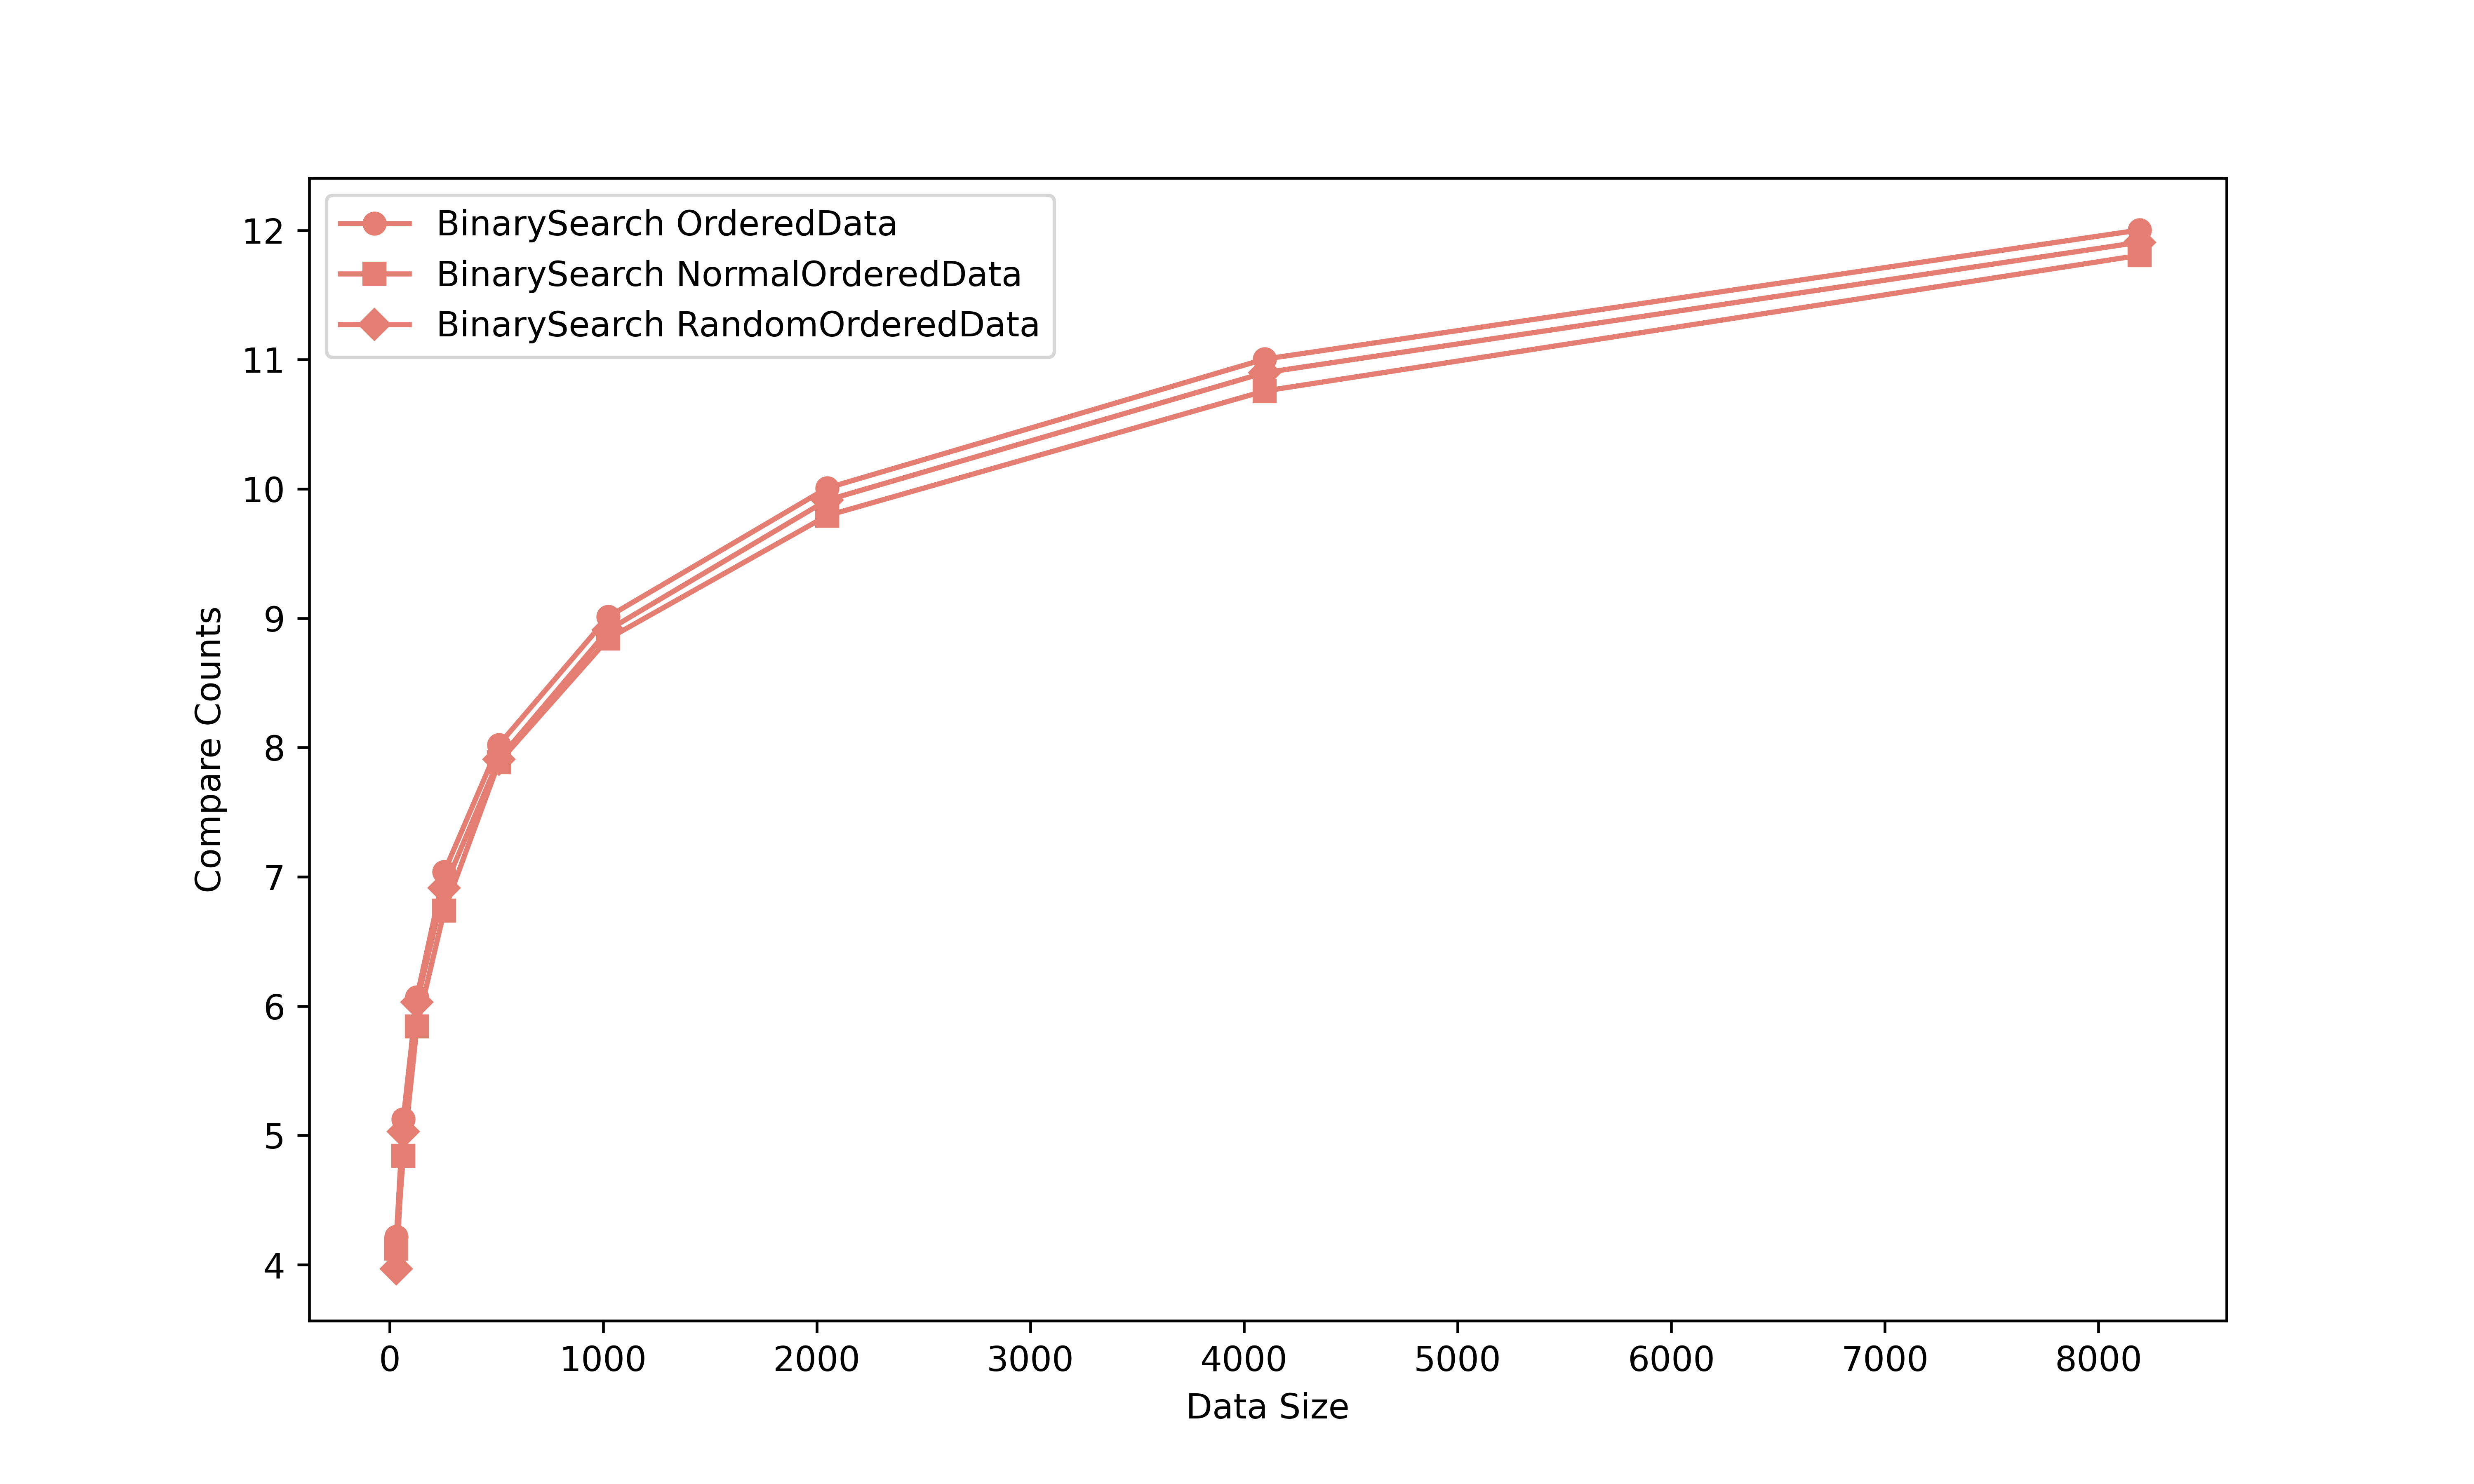 BinarySearch OrderedData
BinarySearch NormalOrderedData
BinarySearch RandomOrderedData
12
11
10
9
8
7
6
5
4
Compare Counts
0 1000 2000 3000 4000 5000 6000 7000 8000
Data Size